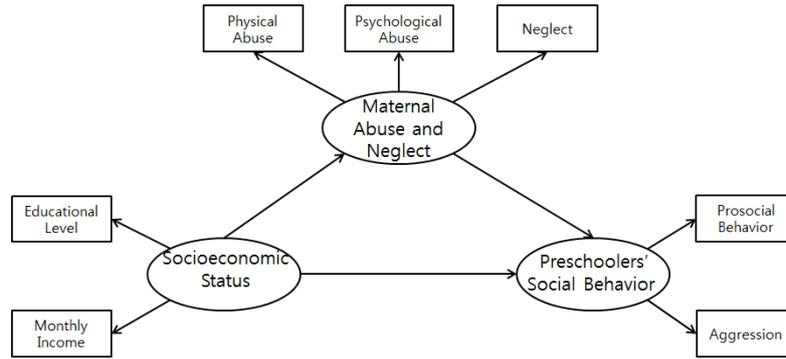 Physical
Abuse
Psychological
Abuse
Neglect
Maternal
Abuse and
Neglect
Educational
Level
Socioeconomic
Status
Monthly
Income
Preschoolers'
Social Behavior
Prosocial
Behavior
Aggression